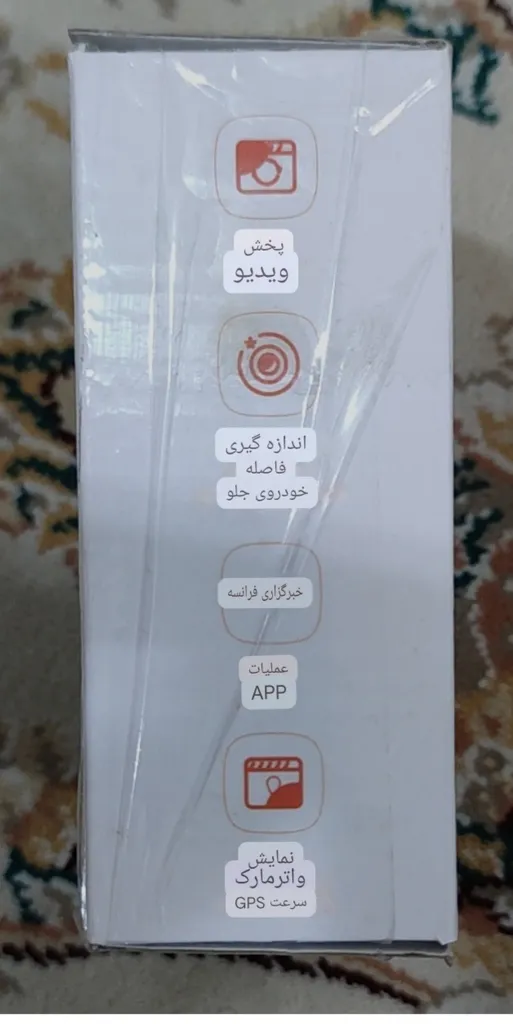 پخش
ویدیو
اندازه گیری
فاصله
خودروی جلو
خبرگزاری فرانسه
عملیات
APP
نمایش
واترمارک
سرعت GPS